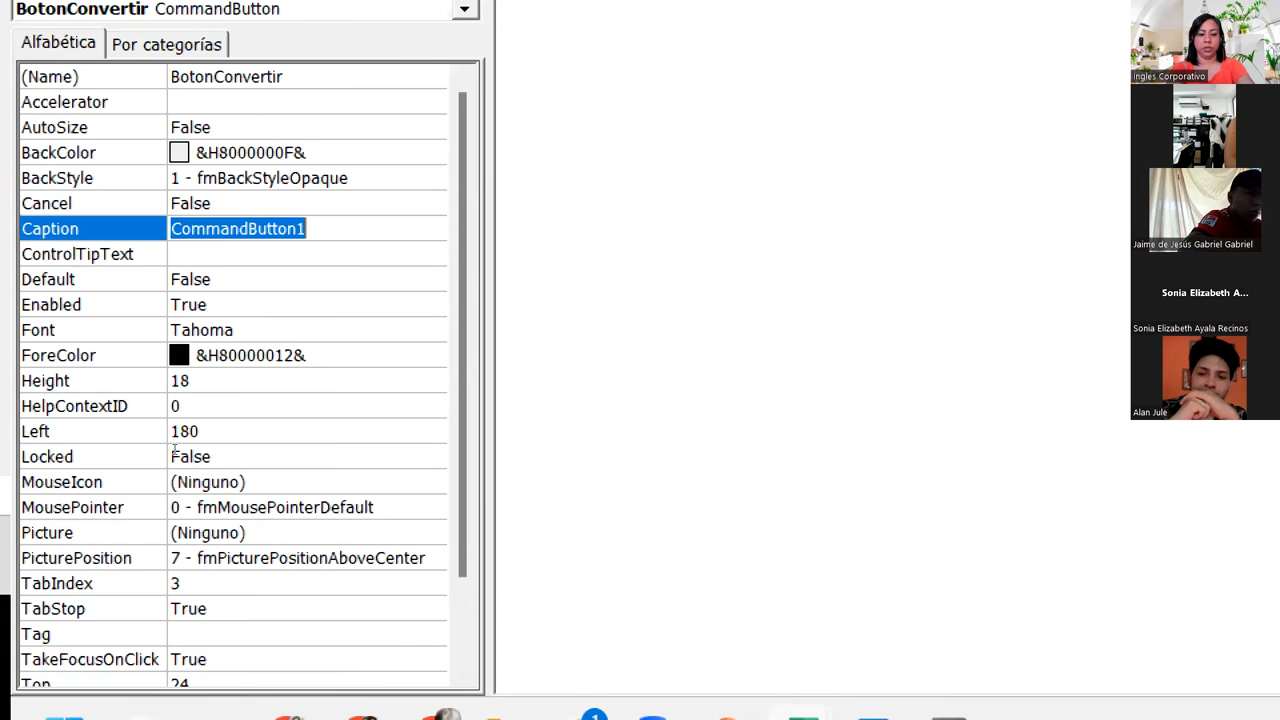 BotonConvertir CommandButton
Alfabética Por categorías
(Name) BotonConvertir
Accelerator
AutoSize False
BackColor &H8000000F&
BackStyle 1 - fmBackStyleOpaque
Cancel False
Caption CommandButton1
ControlTipText
Default False
Enabled True
Font Tahoma
ForeColor &H80000012&
Height 18
HelpContextID 0
Left 180
Locked False
MouseIcon (Ninguno)
MousePointer 0 - fmMousePointerDefault
Picture (Ninguno)
PicturePosition 7 - fmPicturePositionAboveCenter
TabIndex 3
TabStop True
Tag
TakeFocusOnClick True
Top 24
1
Ingles Corporativo
Jaime de Jesús Gabriel Gabriel
Sonia Elizabeth A...
Sonia Elizabeth Ayala Recinos
Alan Jule